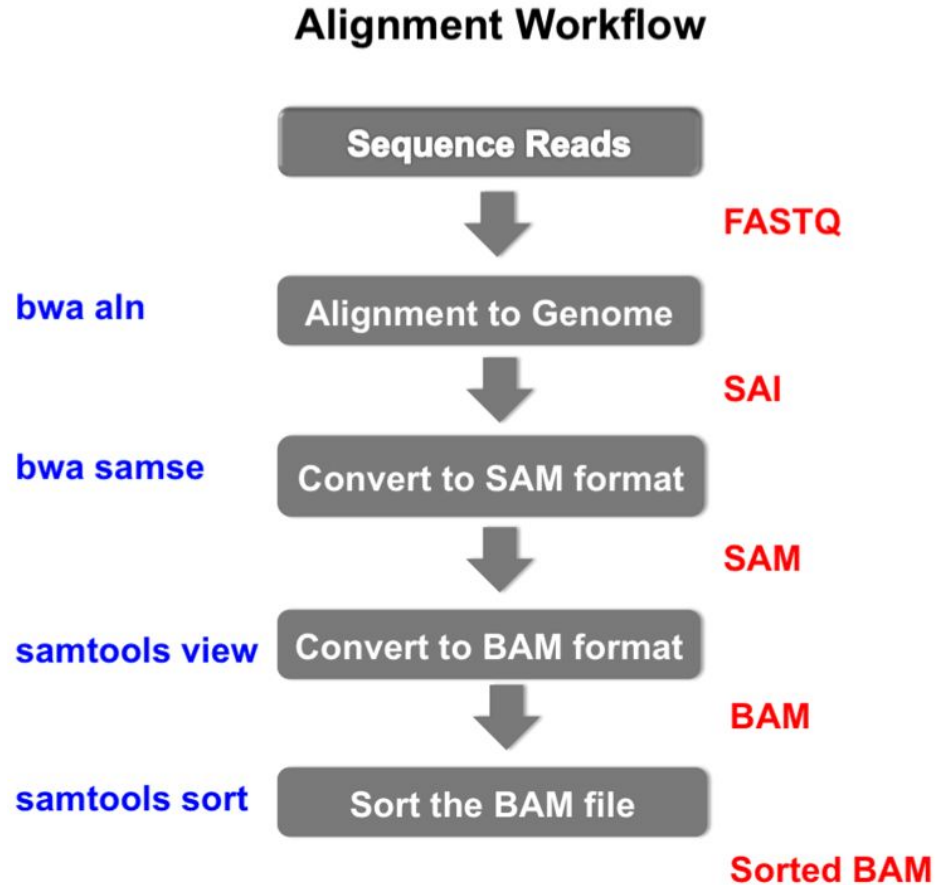 Alignment Workflow
Sequence Reads
FASTQ
bwa aln
Alignment to Genome
SAI
bwa samse
Convert to SAM format
SAM
samtools view
Convert to BAM format
BAM
samtools sort
Sort the BAM file
Sorted BAM